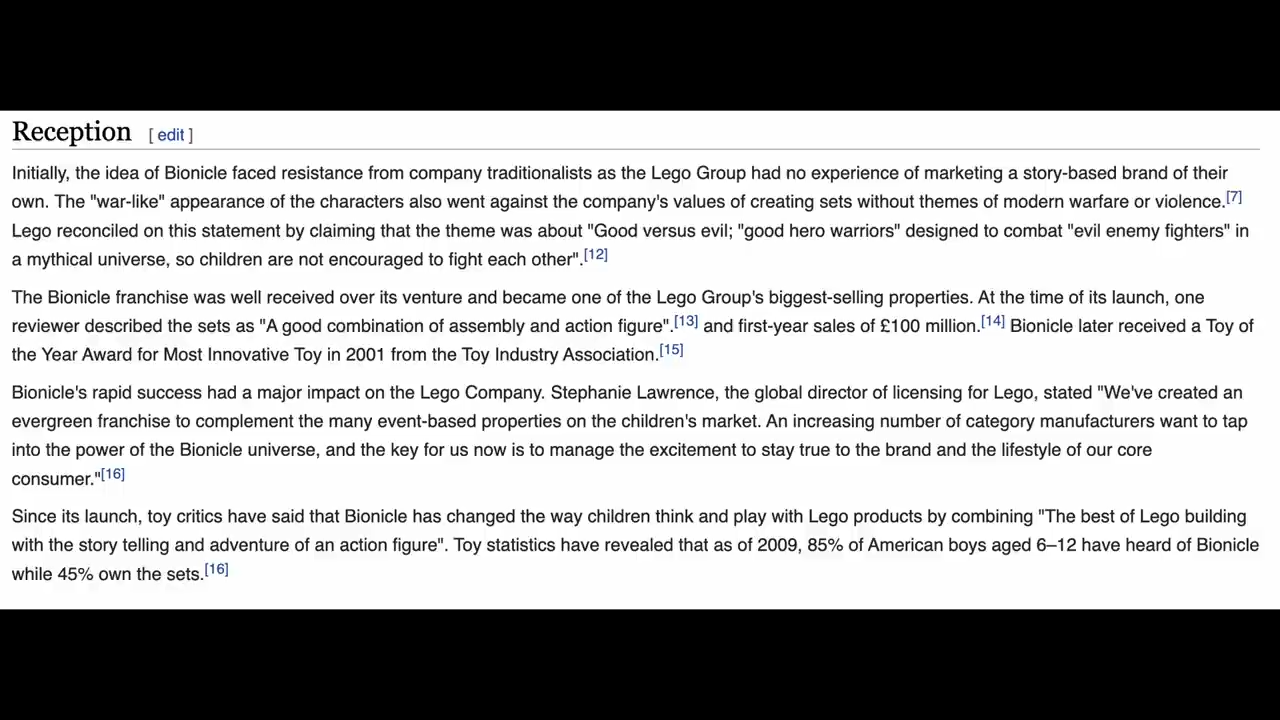 Reception [ edit ]
Initially, the idea of Bionicle faced resistance from company traditionalists as the Lego Group had no experience of marketing a story-based brand of their
own. The "war-like" appearance of the characters also went against the company's values of creating sets without themes of modern warfare or violence.[7]
Lego reconciled on this statement by claiming that the theme was about "Good versus evil; "good hero warriors" designed to combat "evil enemy fighters" in
a mythical universe, so children are not encouraged to fight each other".[12]
The Bionicle franchise was well received over its venture and became one of the Lego Group's biggest-selling properties. At the time of its launch, one
reviewer described the sets as "A good combination of assembly and action figure".[13] and first-year sales of £100 million.[14] Bionicle later received a Toy of
the Year Award for Most Innovative Toy in 2001 from the Toy Industry Association.[15]
Bionicle's rapid success had a major impact on the Lego Company. Stephanie Lawrence, the global director of licensing for Lego, stated "We've created an
evergreen franchise to complement the many event-based properties on the children's market. An increasing number of category manufacturers want to tap
into the power of the Bionicle universe, and the key for us now is to manage the excitement to stay true to the brand and the lifestyle of our core
consumer."[16]
Since its launch, toy critics have said that Bionicle has changed the way children think and play with Lego products by combining "The best of Lego building
with the story telling and adventure of an action figure". Toy statistics have revealed that as of 2009, 85% of American boys aged 6–12 have heard of Bionicle
while 45% own the sets.[16]